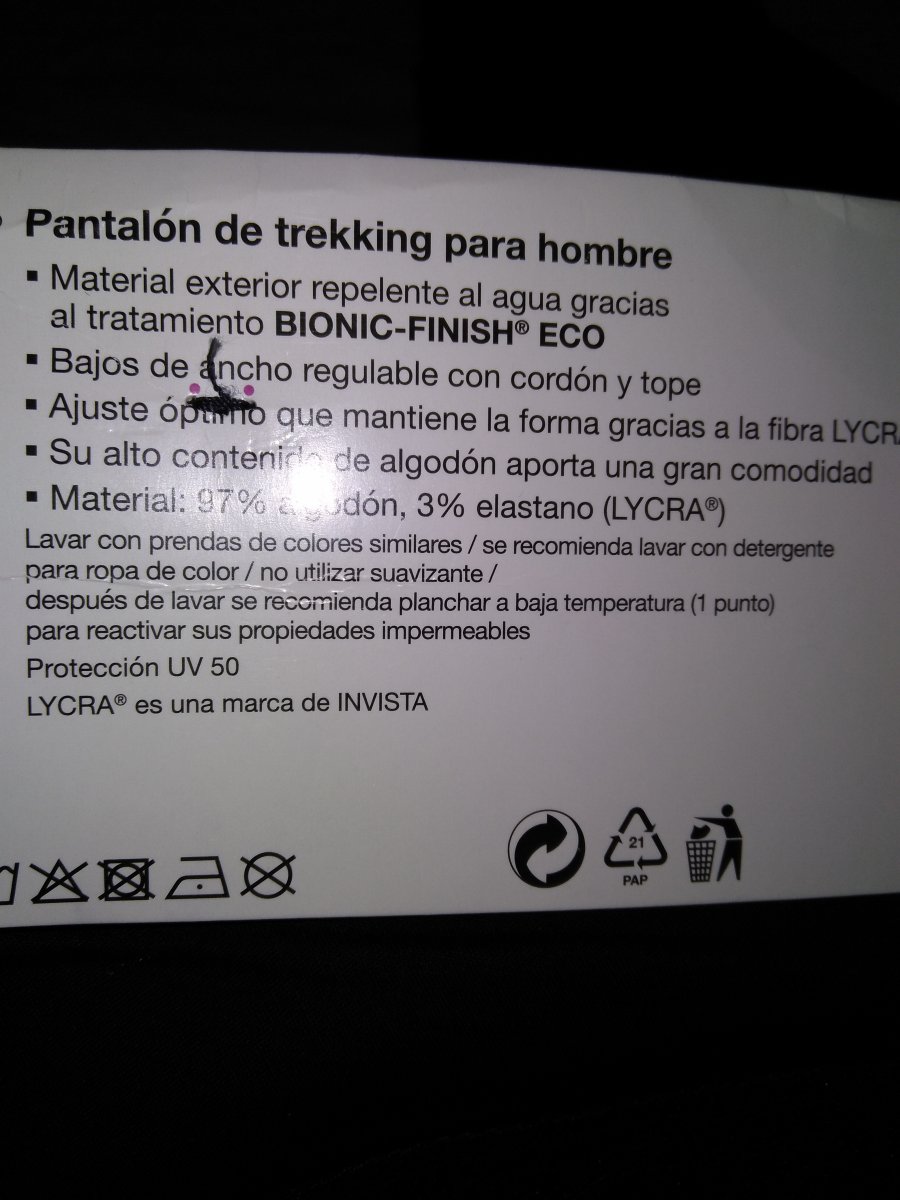 Pantalón de trekking para hombre
▪ Material exterior repelente al agua gracias
al tratamiento BIONIC-FINISH® ECO
▪ Bajos de ancho regulable con cordón y tope
▪ Ajuste óptimo que mantiene la forma gracias a la fibra LYCRA
▪ Su alto contenido de algodón aporta una gran comodidad
▪ Material: 97% algodón, 3% elastano (LYCRA®)
Lavar con prendas de colores similares / se recomienda lavar con detergente
para ropa de color / no utilizar suavizante /
después de lavar se recomienda planchar a baja temperatura (1 punto)
para reactivar sus propiedades impermeables
Protección UV 50
LYCRA® es una marca de INVISTA
21
PAP